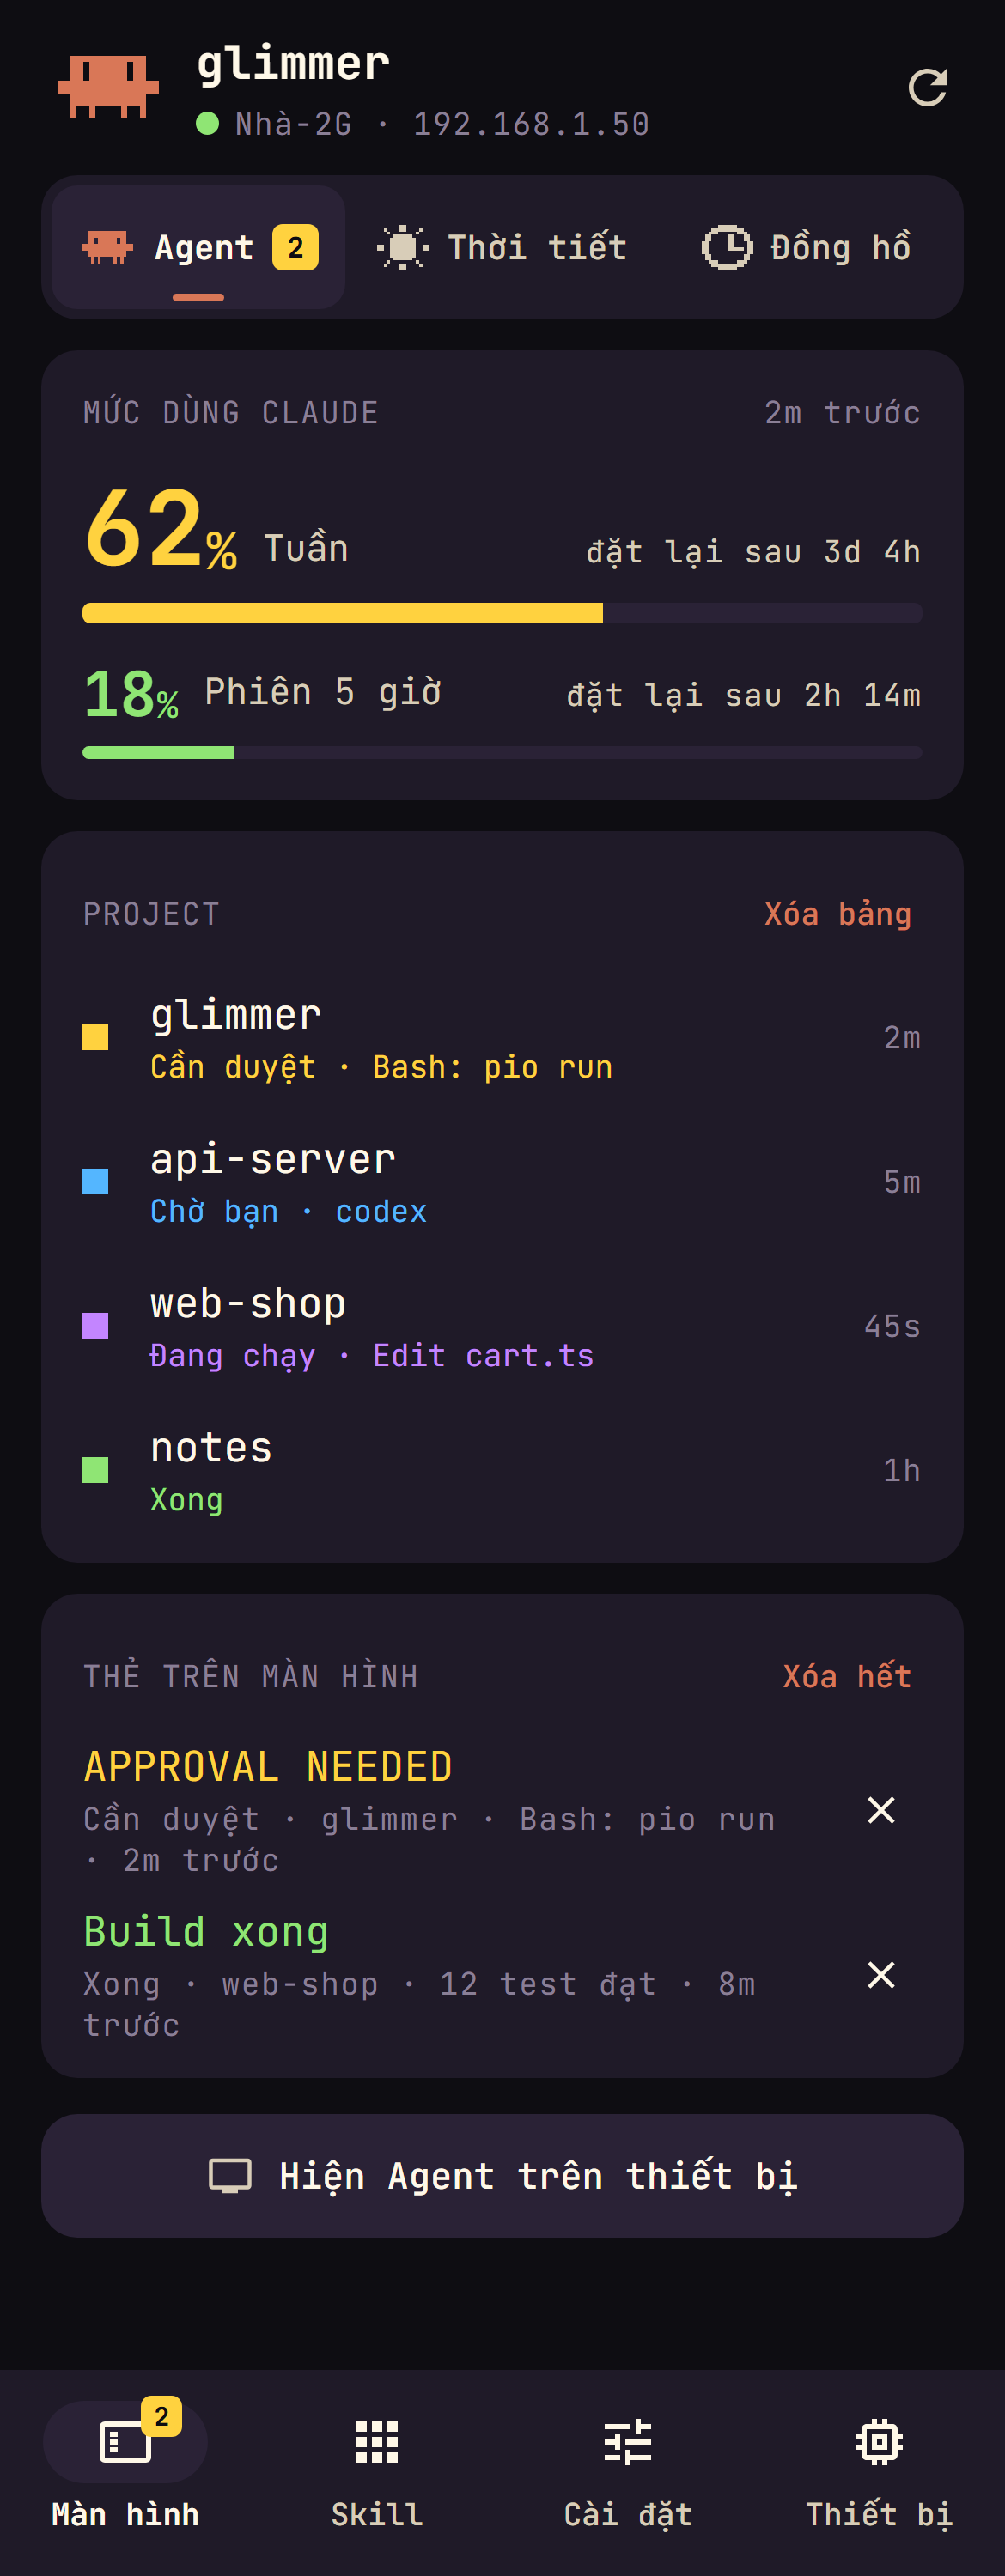 glimmer
Nhà-2G · 192.168.1.50
Agent 2 Thời tiết Đồng hồ
MỨC DÙNG CLAUDE 2m trước
62% Tuần đặt lại sau 3d 4h
18% Phiên 5 giờ đặt lại sau 2h 14m
PROJECT Xóa bảng
glimmer
Cần duyệt · Bash: pio run 2m
api-server
Chờ bạn · codex 5m
web-shop
Đang chạy · Edit cart.ts 45s
notes
Xong 1h
THẺ TRÊN MÀN HÌNH Xóa hết
APPROVAL NEEDED
Cần duyệt · glimmer · Bash: pio run
· 2m trước
Build xong
Xong · web-shop · 12 test đạt · 8m
trước
Hiện Agent trên thiết bị
2
Màn hình Skill Cài đặt Thiết bị